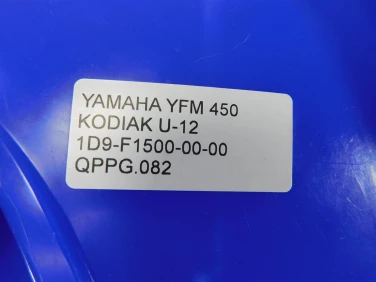 YAMAHA YFM 450
KODIAK U-12
1D9-F1500-00-00
QPPG.082